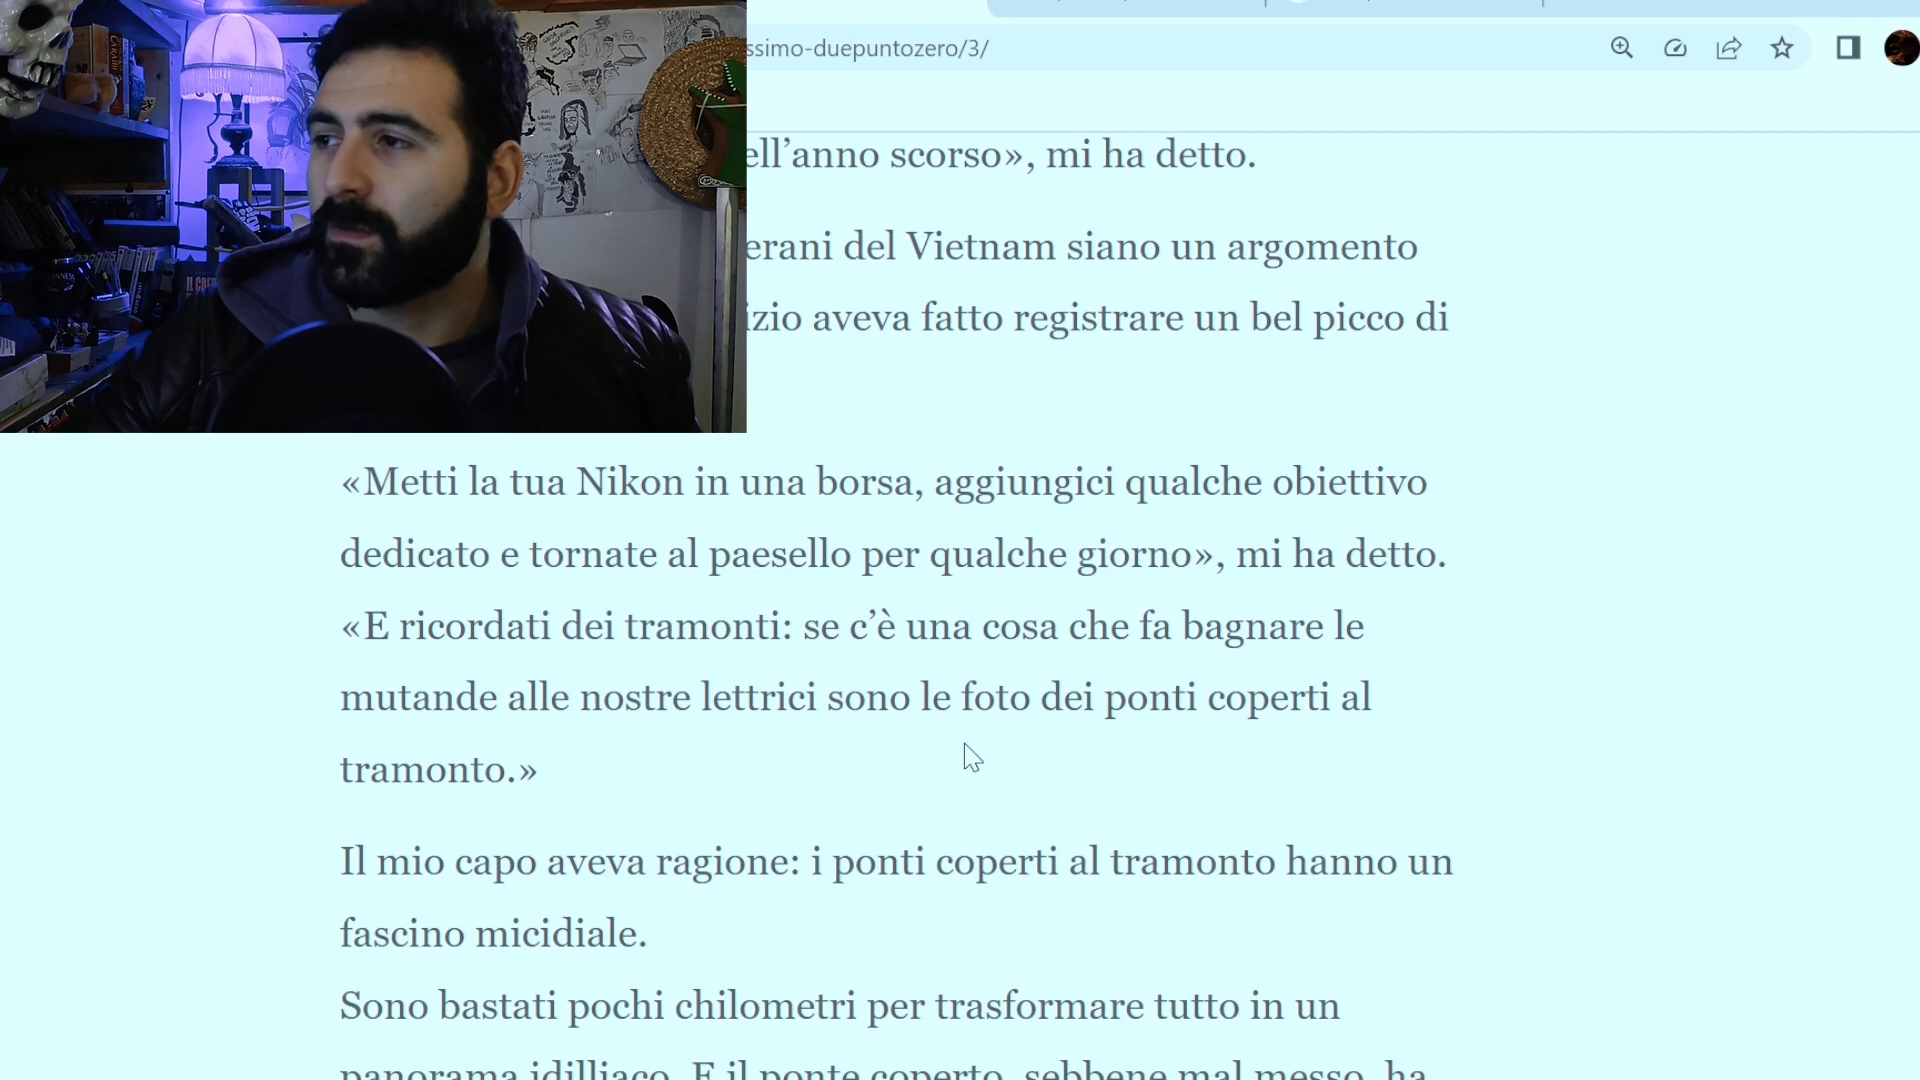 ssimo-duepuntozero/3/
ell’anno scorso», mi ha detto.
erani del Vietnam siano un argomento
izio aveva fatto registrare un bel picco di
«Metti la tua Nikon in una borsa, aggiungici qualche obiettivo
dedicato e tornate al paesello per qualche giorno», mi ha detto.
«E ricordati dei tramonti: se c’è una cosa che fa bagnare le
mutande alle nostre lettrici sono le foto dei ponti coperti al
tramonto.»
Il mio capo aveva ragione: i ponti coperti al tramonto hanno un
fascino micidiale.
Sono bastati pochi chilometri per trasformare tutto in un
panorama idilliaco. E il ponte coperto, sebbene mal messo, ha